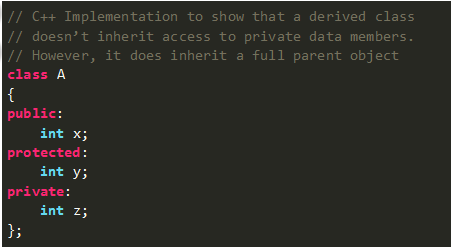 // C++ Implementation to show that a derived class
// doesn’t inherit access to private data members.
// However, it does inherit a full parent object
class A
{
public:
    int x;
protected:
    int y;
private:
    int z;
};